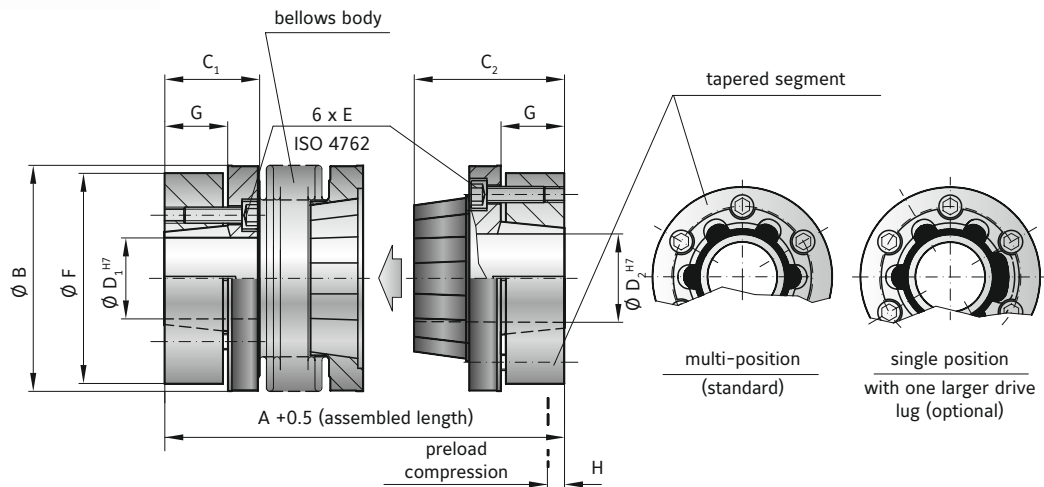 bellows body
C1
C2
tapered segment
G
6 x E
G
ISO 4762
Ø B
Ø F
Ø D1 H7
Ø D2 H7
multi-position
(standard)
single position
with one larger drive
lug (optional)
A +0.5 (assembled length)
preload
compression
H